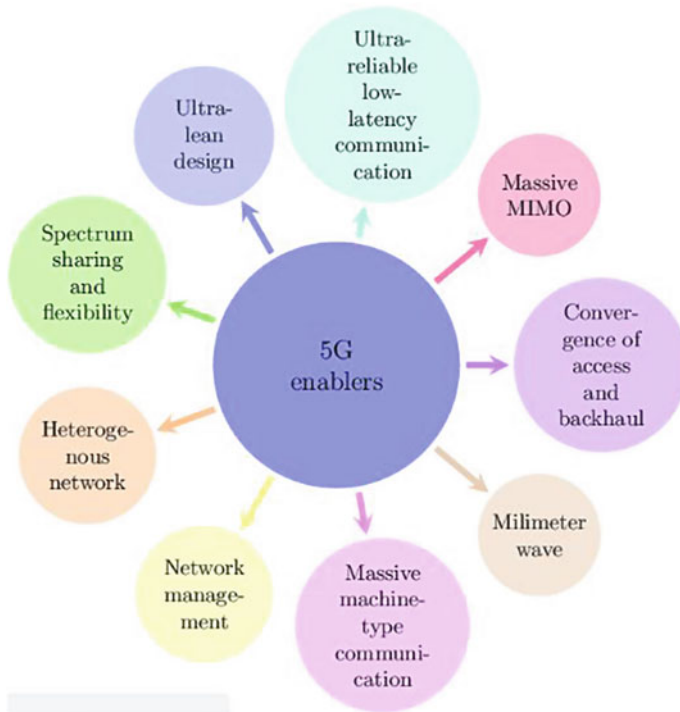 5G
enablers
Ultra-
reliable
low-
latency
communi-
cation
Massive
MIMO
Conver-
gence of
access
and
backhaul
Milimeter
wave
Massive
machine-
type
communi-
cation
Network
manage-
ment
Heteroge-
nous
network
Spectrum
sharing
and
flexibility
Ultra-
lean
design